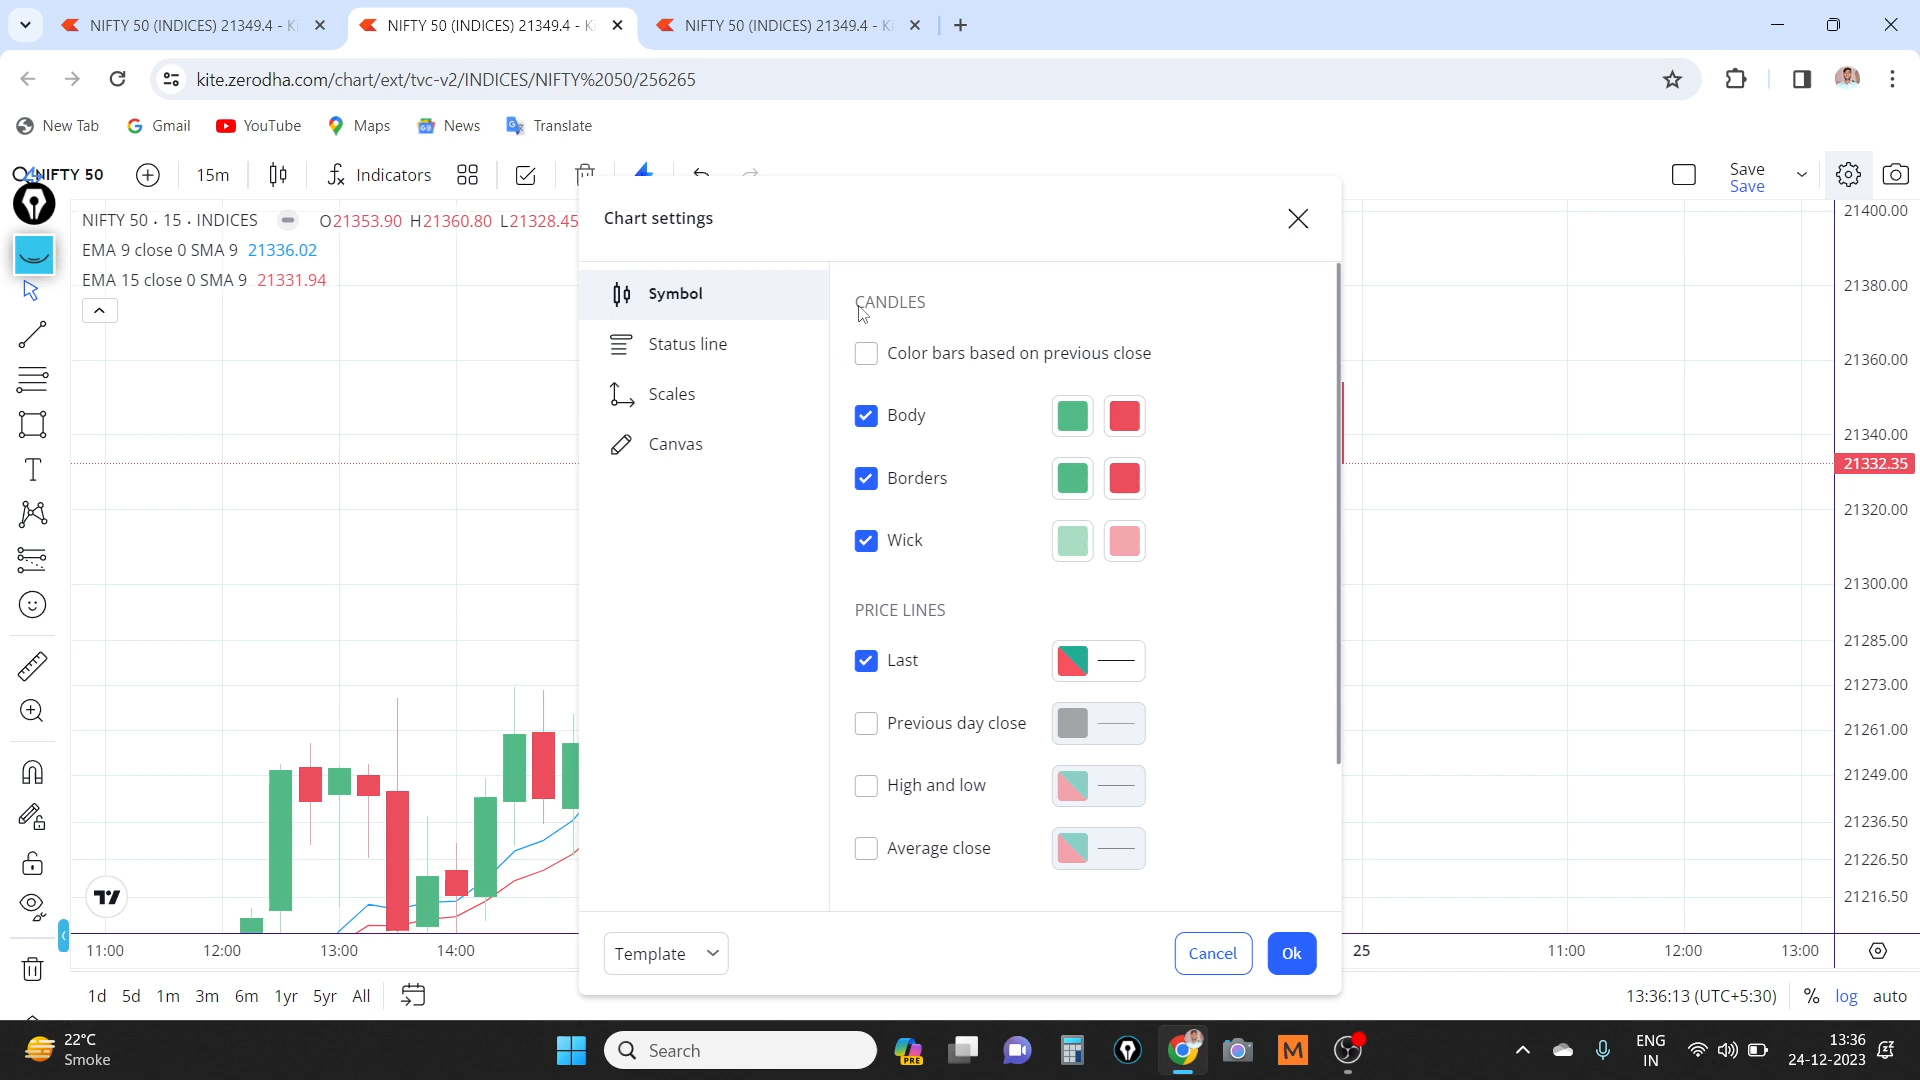 NIFTY 50 (INDICES) 21349.4 - Ki
NIFTY 50 (INDICES) 21349.4 - Ki
NIFTY 50 (INDICES) 21349.4 - Ki
kite.zerodha.com/chart/ext/tvc-v2/INDICES/NIFTY%2050/256265
New Tab
Gmail
YouTube
Maps
News
Translate
NIFTY 50
15m
Indicators
Save
Save
NIFTY 50 · 15 · INDICES
O21353.90 H21360.80 L21328.45
EMA 9 close 0 SMA 9 21336.02
EMA 15 close 0 SMA 9 21331.94
Chart settings
Symbol
Status line
Scales
Canvas
CANDLES
Color bars based on previous close
Body
Borders
Wick
PRICE LINES
Last
Previous day close
High and low
Average close
Template
Cancel
Ok
21400.00
21380.00
21360.00
21340.00
21332.35
21320.00
21300.00
21285.00
21273.00
21261.00
21249.00
21236.50
21226.50
21216.50
11:00
12:00
13:00
14:00
25
11:00
12:00
13:00
1d 5d 1m 3m 6m 1yr 5yr All
13:36:13 (UTC+5:30)
% log auto
22°C
Smoke
Search
PRE
M
ENG
IN
13:36
24-12-2023